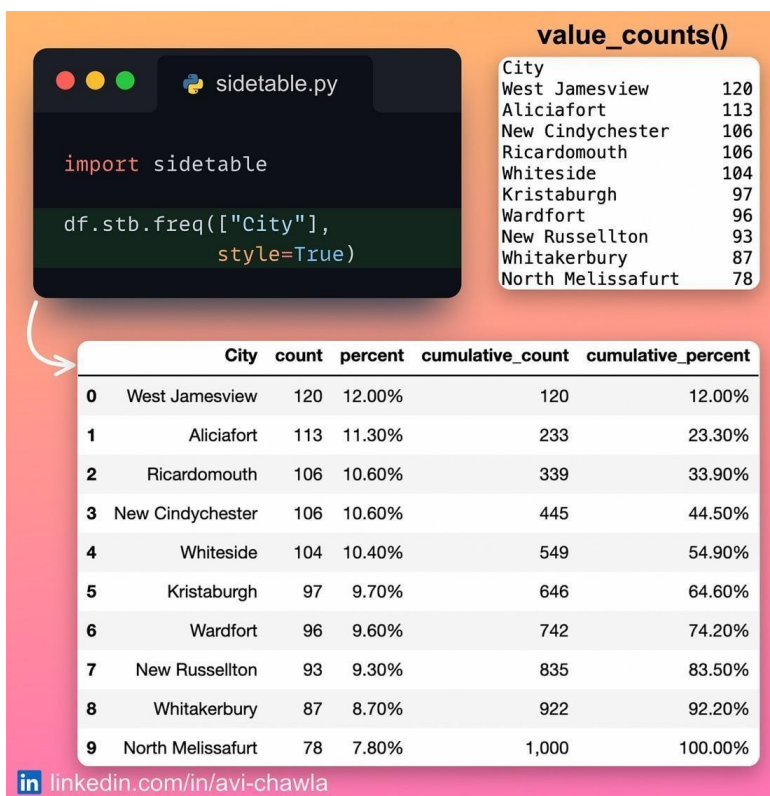 value_counts()
sidetable.py
import sidetable
df.stb.freq(["City"],
style=True)
City
West Jamesview 120
Aliciafort 113
New Cindychester 106
Ricardomouth 106
Whiteside 104
Kristaburgh 97
Wardfort 96
New Russellton 93
Whitakerbury 87
North Melissafurt 78
City count percent cumulative_count cumulative_percent
0 West Jamesview 120 12.00% 120 12.00%
1 Aliciafort 113 11.30% 233 23.30%
2 Ricardomouth 106 10.60% 339 33.90%
3 New Cindychester 106 10.60% 445 44.50%
4 Whiteside 104 10.40% 549 54.90%
5 Kristaburgh 97 9.70% 646 64.60%
6 Wardfort 96 9.60% 742 74.20%
7 New Russellton 93 9.30% 835 83.50%
8 Whitakerbury 87 8.70% 922 92.20%
9 North Melissafurt 78 7.80% 1,000 100.00%
in linkedin.com/in/avi-chawla